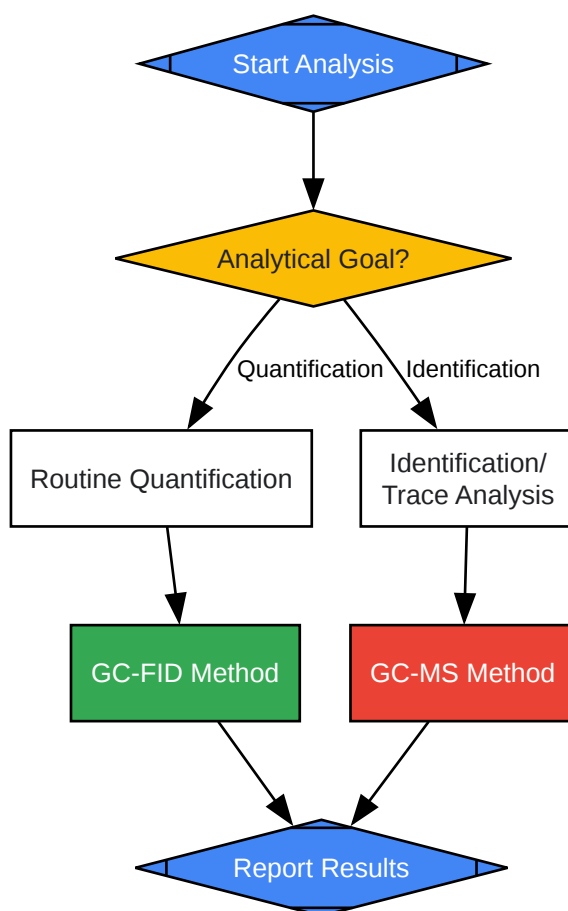 Start Analysis
Analytical Goal?
Quantification
Identification
Routine Quantification
Identification/
Trace Analysis
GC-FID Method
GC-MS Method
Report Results